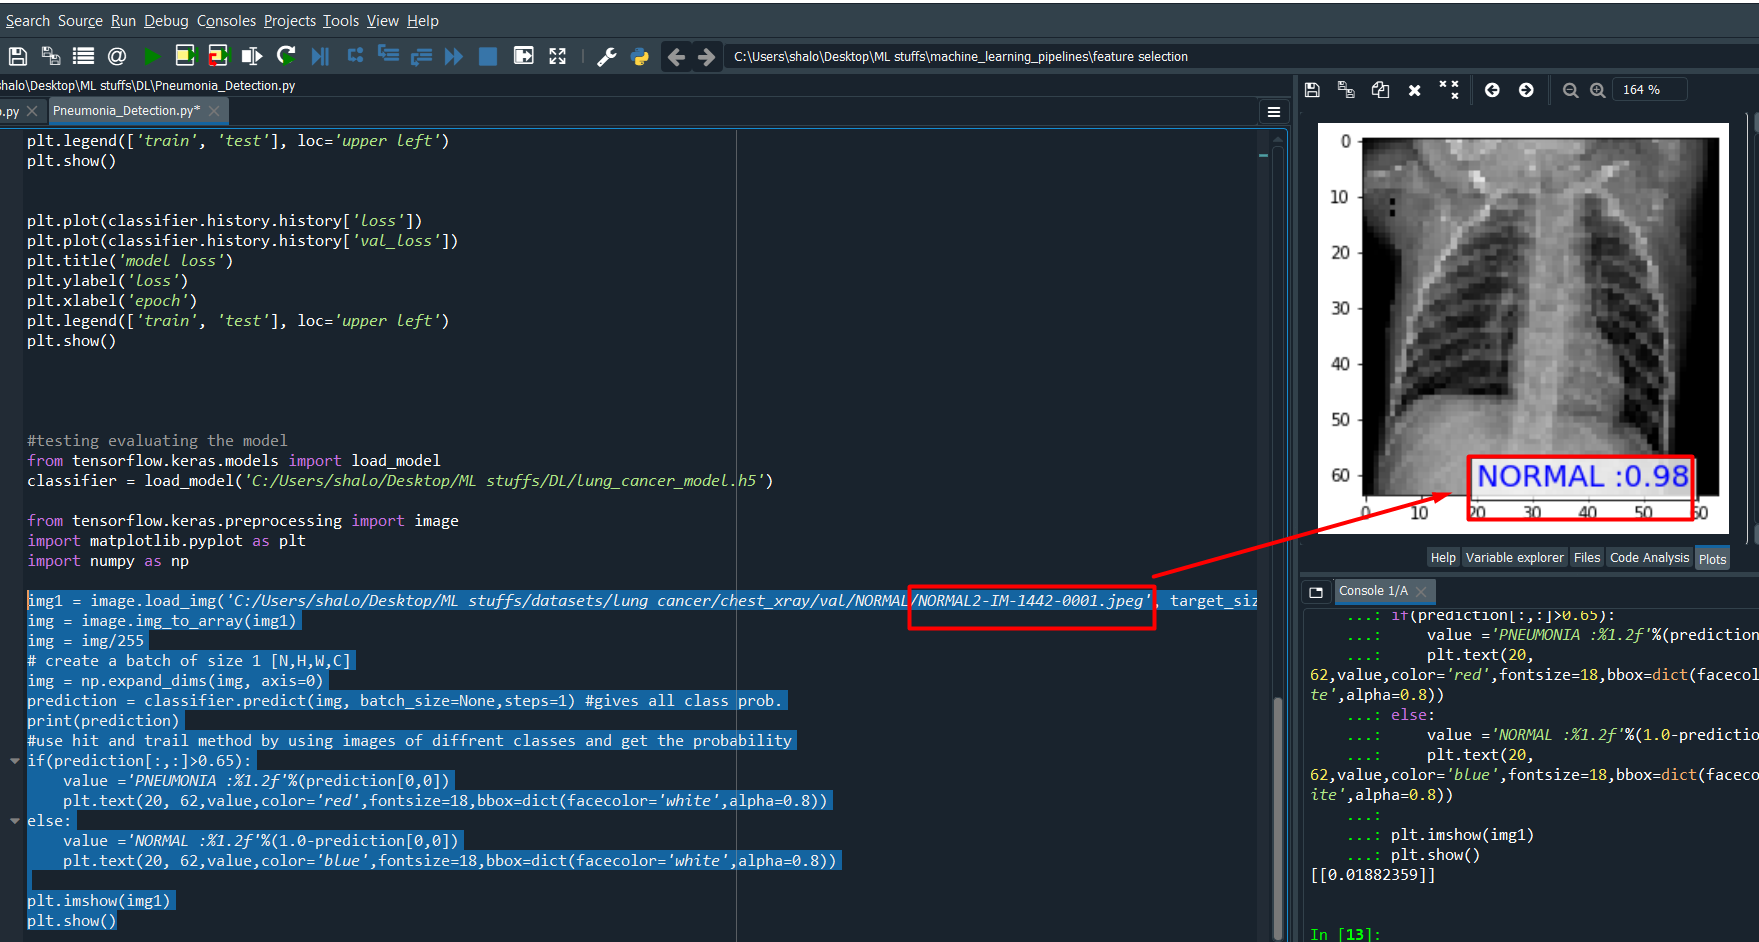 Search Source Run Debug Consoles Projects Tools View Help
C:\Users\shalo\Desktop\ML stuffs\machine_learning_pipelines\feature selection
halo\Desktop\ML stuffs\DL\Pneumonia_Detection.py
.py
Pneumonia_Detection.py*
plt.legend(['train', 'test'], loc='upper left')
plt.show()
plt.plot(classifier.history.history['loss'])
plt.plot(classifier.history.history['val_loss'])
plt.title('model loss')
plt.ylabel('loss')
plt.xlabel('epoch')
plt.legend(['train', 'test'], loc='upper left')
plt.show()
#testing evaluating the model
from tensorflow.keras.models import load_model
classifier = load_model('C:/Users/shalo/Desktop/ML stuffs/DL/lung_cancer_model.h5')
from tensorflow.keras.preprocessing import image
import matplotlib.pyplot as plt
import numpy as np
img1 = image.load_img('C:/Users/shalo/Desktop/ML stuffs/datasets/lung cancer/chest_xray/val/NORMAL/NORMAL2-IM-1442-0001.jpeg', target_siz
img = image.img_to_array(img1)
img = img/255
# create a batch of size 1 [N,H,W,C]
img = np.expand_dims(img, axis=0)
prediction = classifier.predict(img, batch_size=None,steps=1) #gives all class prob.
print(prediction)
#use hit and trail method by using images of diffrent classes and get the probability
if(prediction[:,:]>0.65):
    value ='PNEUMONIA :%1.2f'%(prediction[0,0])
    plt.text(20, 62,value,color='red',fontsize=18,bbox=dict(facecolor='white',alpha=0.8))
else:
    value ='NORMAL :%1.2f'%(1.0-prediction[0,0])
    plt.text(20, 62,value,color='blue',fontsize=18,bbox=dict(facecolor='white',alpha=0.8))
plt.imshow(img1)
plt.show()
164 %
0
10
20
30
40
50
60
NORMAL :0.98
0 10 20 30 40 50 60
Help Variable explorer Files Code Analysis Plots
Console 1/A
...: if(prediction[:,:]>0.65):
...:     value ='PNEUMONIA :%1.2f'%(prediction
...:     plt.text(20,
62,value,color='red',fontsize=18,bbox=dict(facecol
te',alpha=0.8))
...: else:
...:     value ='NORMAL :%1.2f'%(1.0-predictio
...:     plt.text(20,
62,value,color='blue',fontsize=18,bbox=dict(faceco
ite',alpha=0.8))
...:
...: plt.imshow(img1)
...: plt.show()
[[0.01882359]]
In [13]: